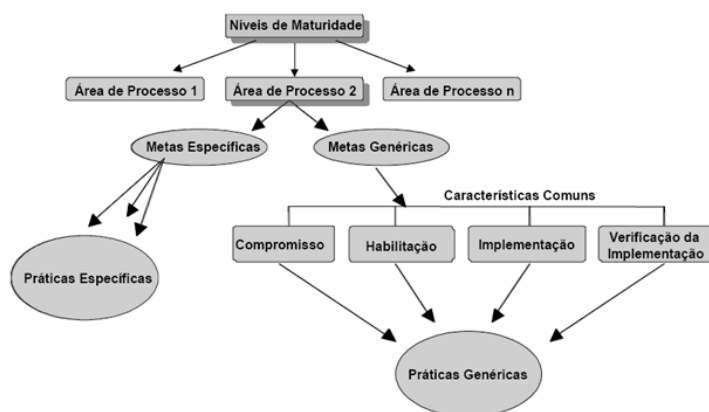 Níveis de Maturidade
Área de Processo 1
Área de Processo 2
Área de Processo n
Metas Específicas
Metas Genéricas
Características Comuns
Compromisso
Habilitação
Implementação
Verificação da
Implementação
Práticas Específicas
Práticas Genéricas